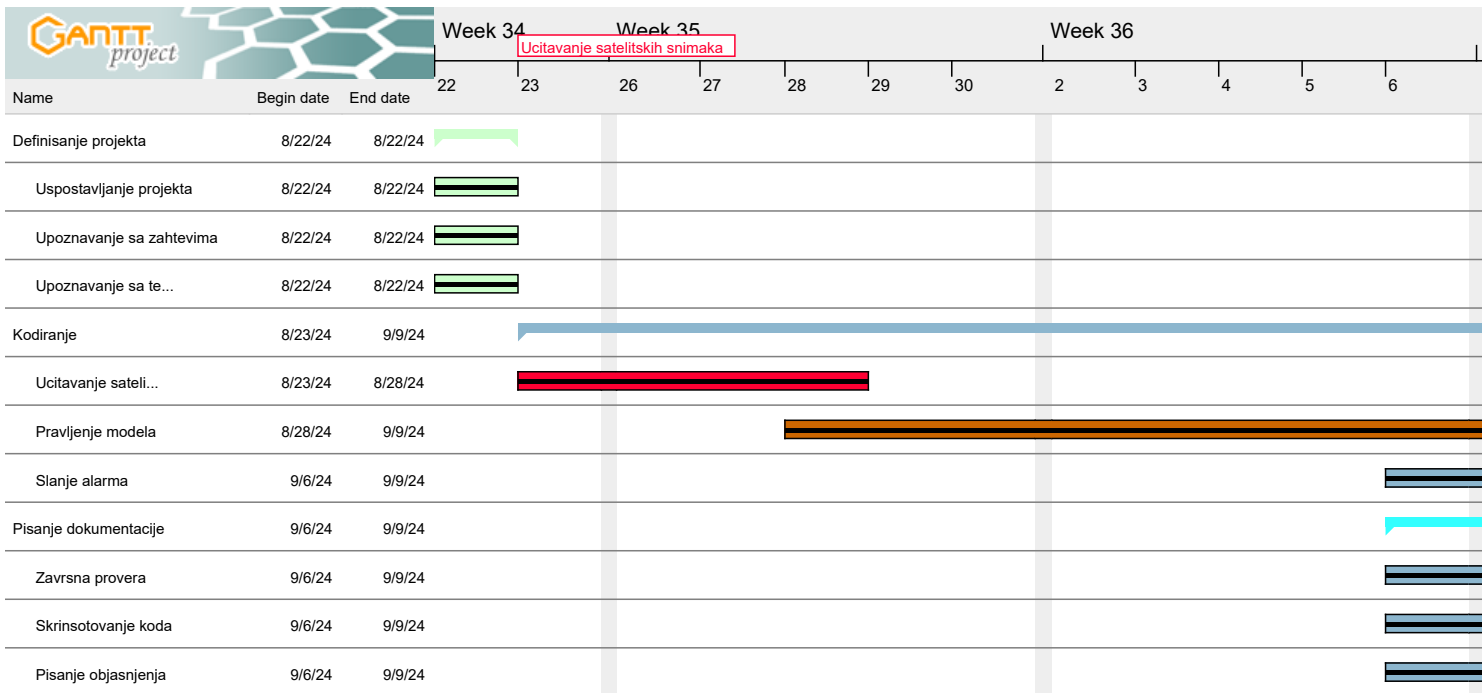 GANTT
project
Week 34
Week 35
Week 36
Ucitavanje satelitskih snimaka
Name Begin date End date
22 23 26 27 28 29 30 2 3 4 5 6
Definisanje projekta 8/22/24 8/22/24
Uspostavljanje projekta 8/22/24 8/22/24
Upoznavanje sa zahtevima 8/22/24 8/22/24
Upoznavanje sa te... 8/22/24 8/22/24
Kodiranje 8/23/24 9/9/24
Ucitavanje sateli... 8/23/24 8/28/24
Pravljenje modela 8/28/24 9/9/24
Slanje alarma 9/6/24 9/9/24
Pisanje dokumentacije 9/6/24 9/9/24
Zavrsna provera 9/6/24 9/9/24
Skrinsotovanje koda 9/6/24 9/9/24
Pisanje objasnjenja 9/6/24 9/9/24